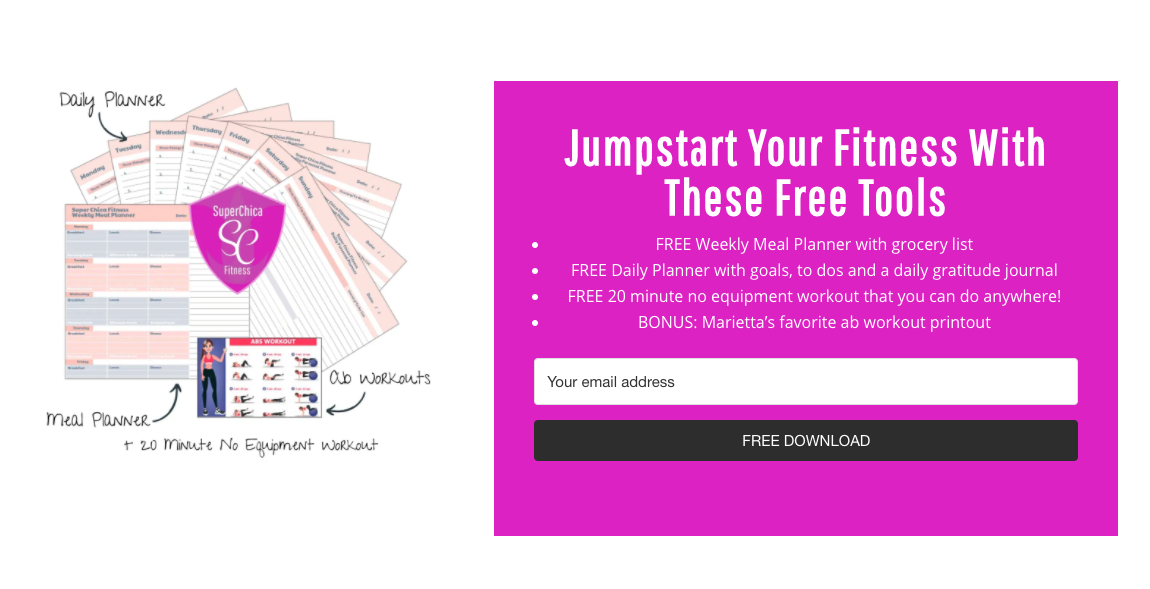 Daily Planner
Monday
Tuesday
Wednesday
Thursday
Friday
Saturday
Sunday
Super Chica Fitness
Weekly Meal Planner
SuperChica
SC
Fitness
ABS WORKOUT
Ab Workouts
Meal Planner
+ 20 Minute No Equipment Workout
Jumpstart Your Fitness With
These Free Tools
FREE Weekly Meal Planner with grocery list
FREE Daily Planner with goals, to dos and a daily gratitude journal
FREE 20 minute no equipment workout that you can do anywhere!
BONUS: Marietta’s favorite ab workout printout
Your email address
FREE DOWNLOAD